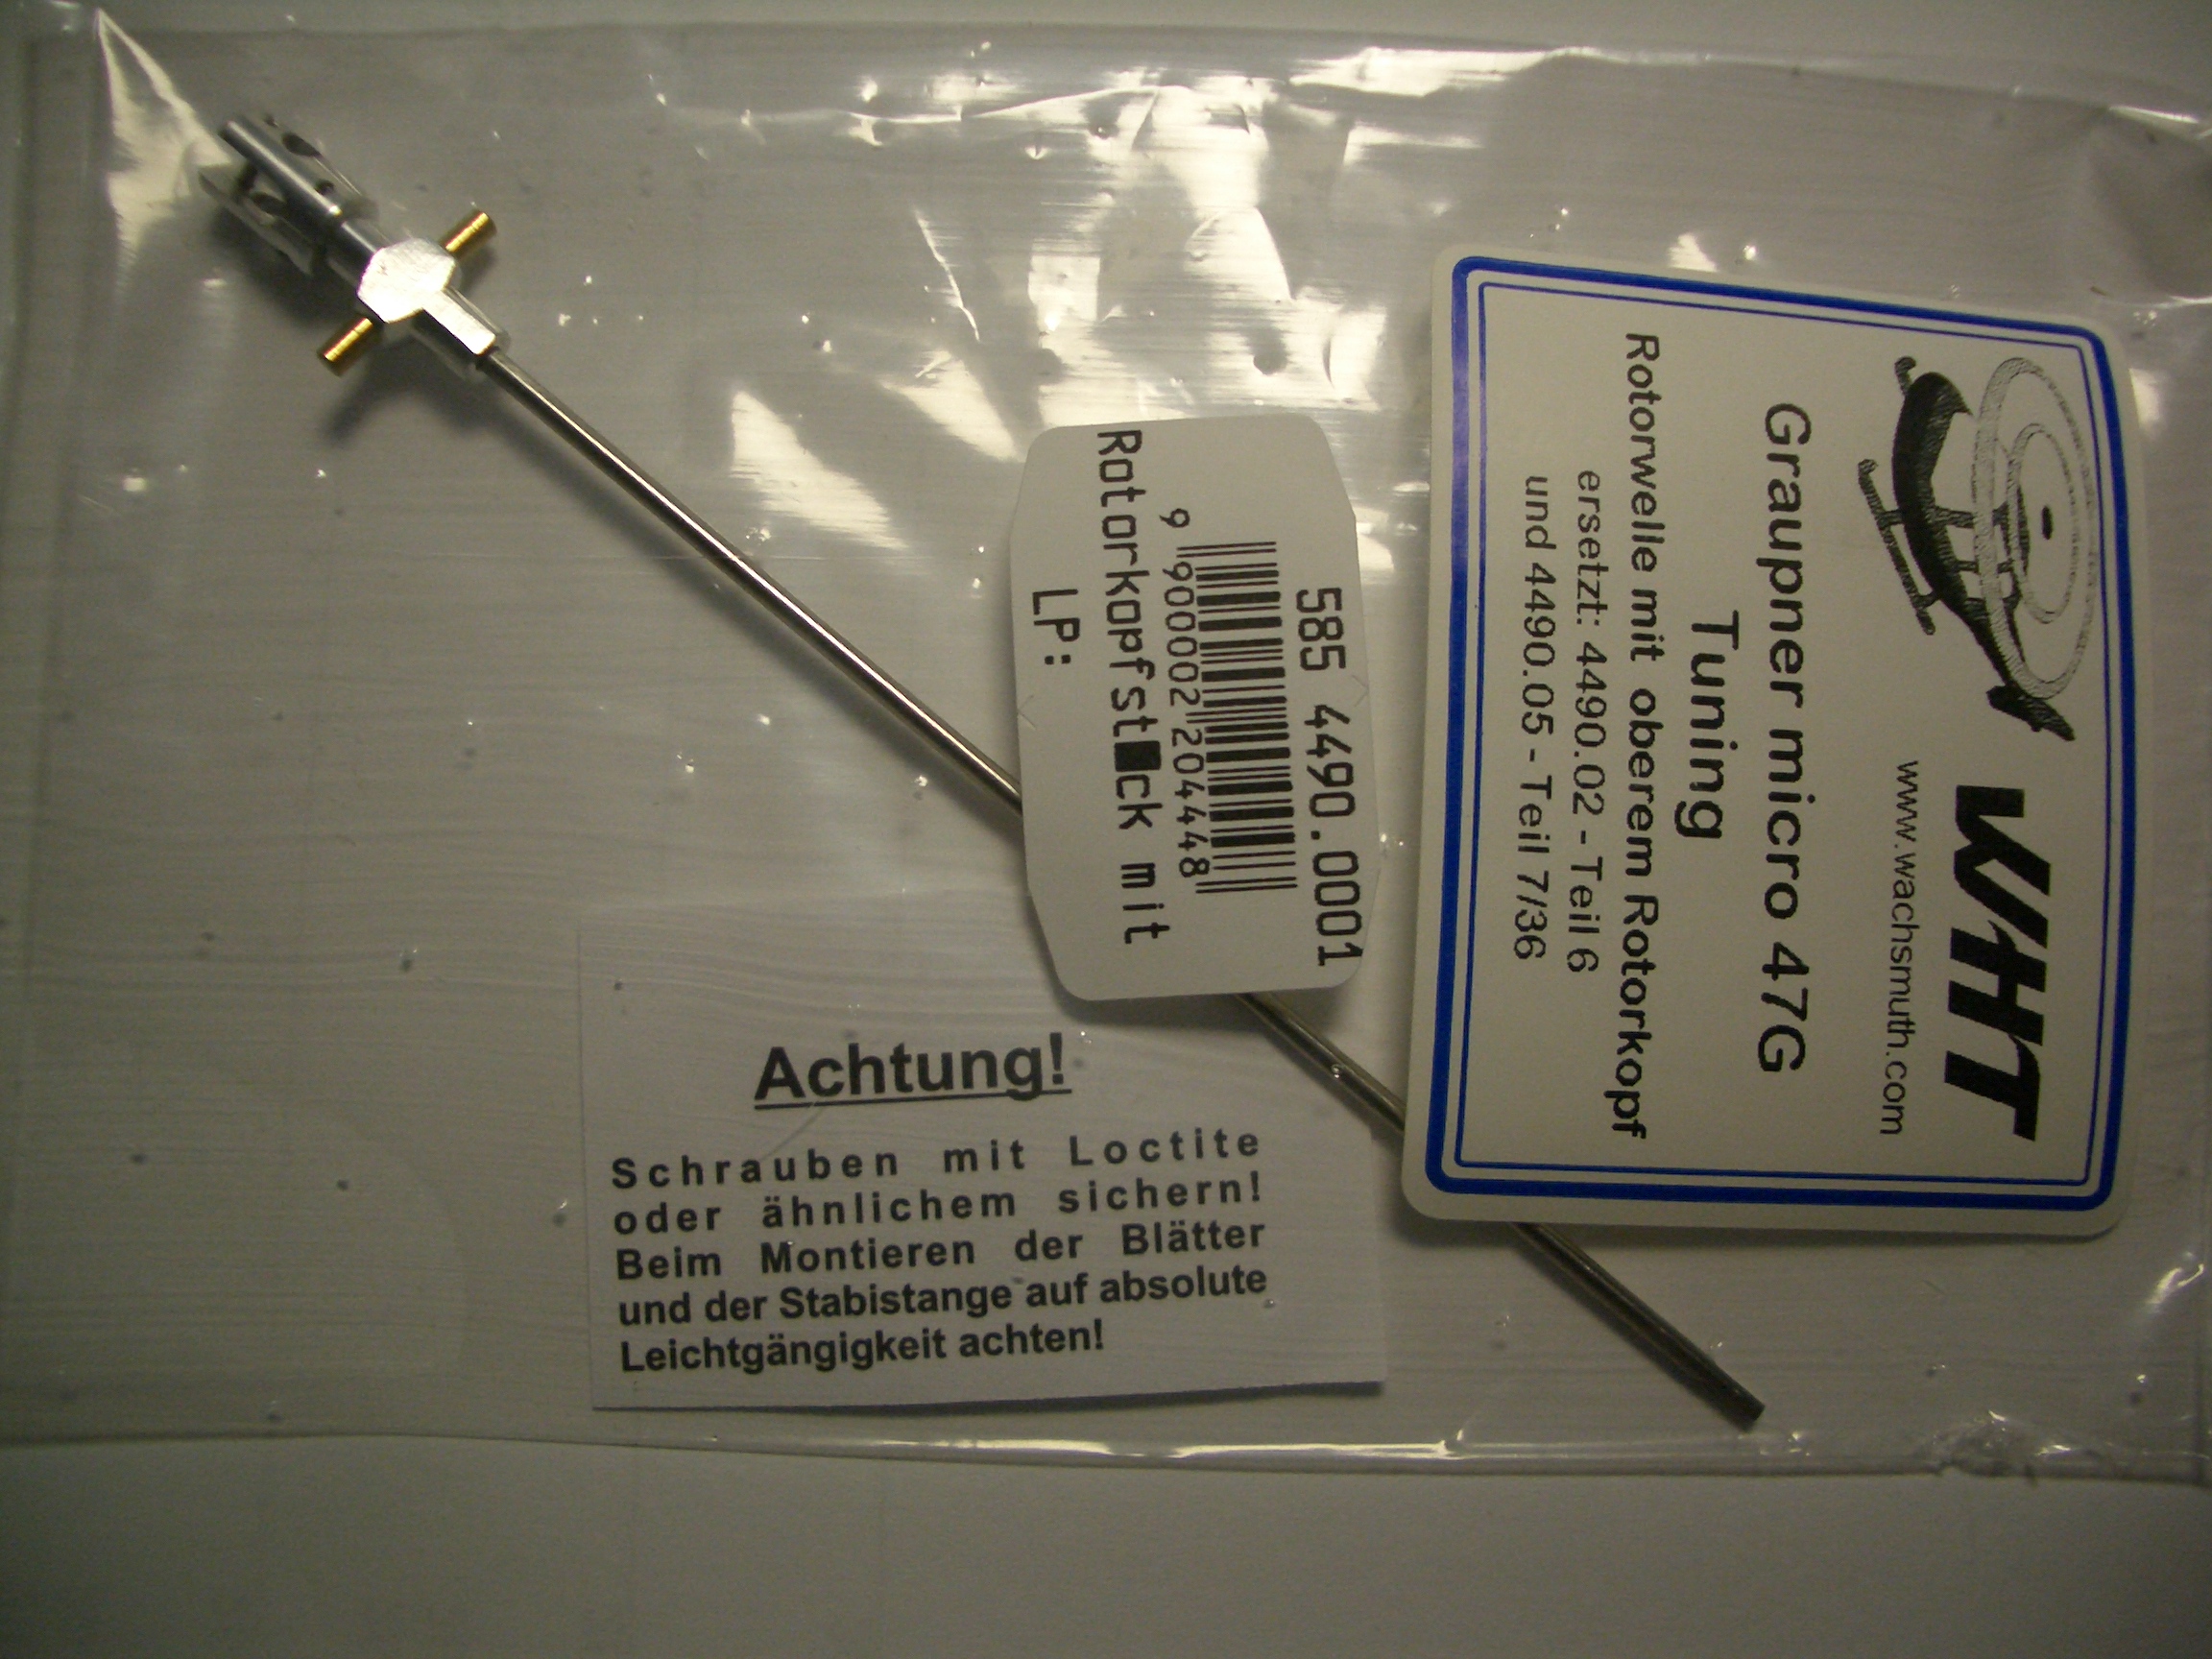 WHT
www.wachsmuth.com
Graupner micro 47G
Tuning
Rotorwelle mit oberem Rotorkopf
ersetzt: 4490.02 - Teil 6
und 4490.05 - Teil 7/36
585 4490.0001
9 900002 204448
Rotorkopfst■ck mit
LP:
Achtung!
Schrauben mit Loctite
oder ähnlichem sichern!
Beim Montieren der Blätter
und der Stabistange auf absolute
Leichtgängigkeit achten!